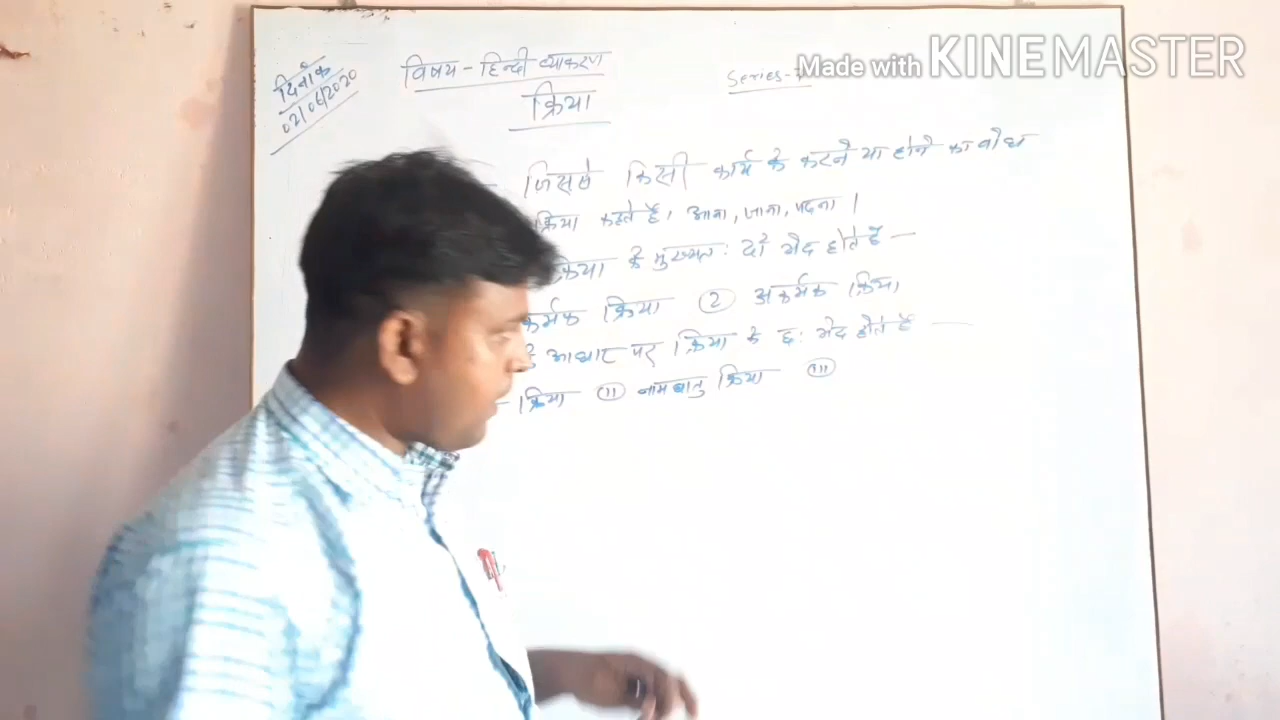 दिनांक
02/06/2020
विषय - हिन्दी व्याकरण
Series-
Made with KINEMASTER
क्रिया
जिससे किसी कार्य के करने या होने का बोध
क्रिया कहते हैं। आना, जाना, पढना।
क्रिया के मुख्यतः दो भेद होते हैं —
कर्मक क्रिया (2) अकर्मक क्रिया
के आधार पर क्रिया के छः भेद होते हैं —
क्रिया (II) नामधातु क्रिया (III)